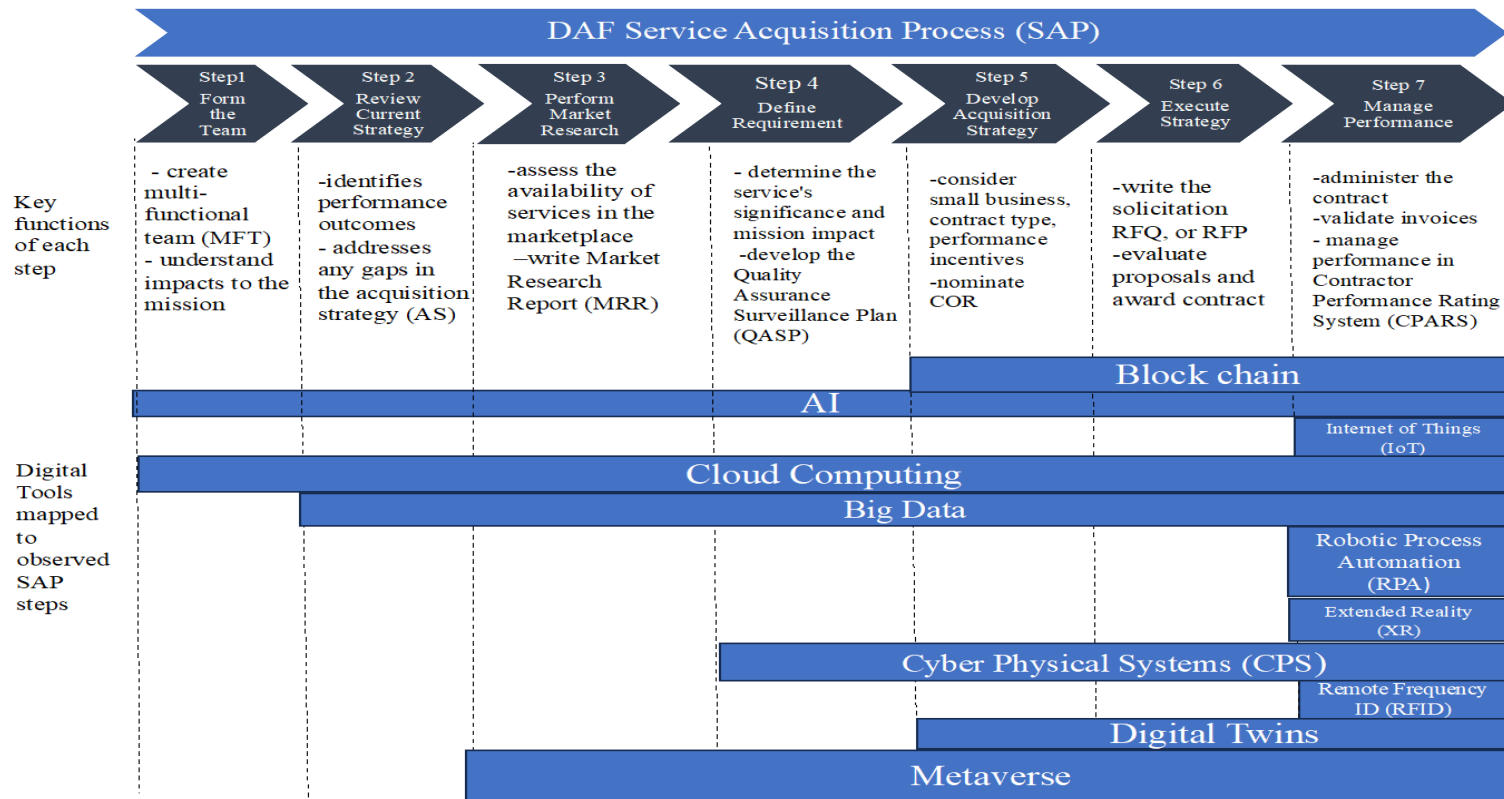 DAF Service Acquisition Process (SAP)
Step1
Form
the
Team
Step 2
Review
Current
Strategy
Step 3
Perform
Market
Research
Step 4
Define
Requirement
Step 5
Develop
Acquisition
Strategy
Step 6
Execute
Strategy
Step 7
Manage
Performance
Key
functions
of each
step
- create
multi-
functional
team (MFT)
- understand
impacts to the
mission
-identifies
performance
outcomes
- addresses
any gaps in
the acquisition
strategy (AS)
-assess the
availability of
services in the
marketplace
–write Market
Research
Report (MRR)
- determine the
service's
significance and
mission impact
-develop the
Quality
Assurance
Surveillance Plan
(QASP)
-consider
small business,
contract type,
performance
incentives
-nominate
COR
-write the
solicitation
RFQ, or RFP
-evaluate
proposals and
award contract
-administer the
contract
-validate invoices
- manage
performance in
Contractor
Performance Rating
System (CPARS)
Digital
Tools
mapped
to
observed
SAP
steps
Block chain
AI
Internet of Things
(IoT)
Cloud Computing
Big Data
Robotic Process
Automation
(RPA)
Extended Reality
(XR)
Cyber Physical Systems (CPS)
Remote Frequency
ID (RFID)
Digital Twins
Metaverse